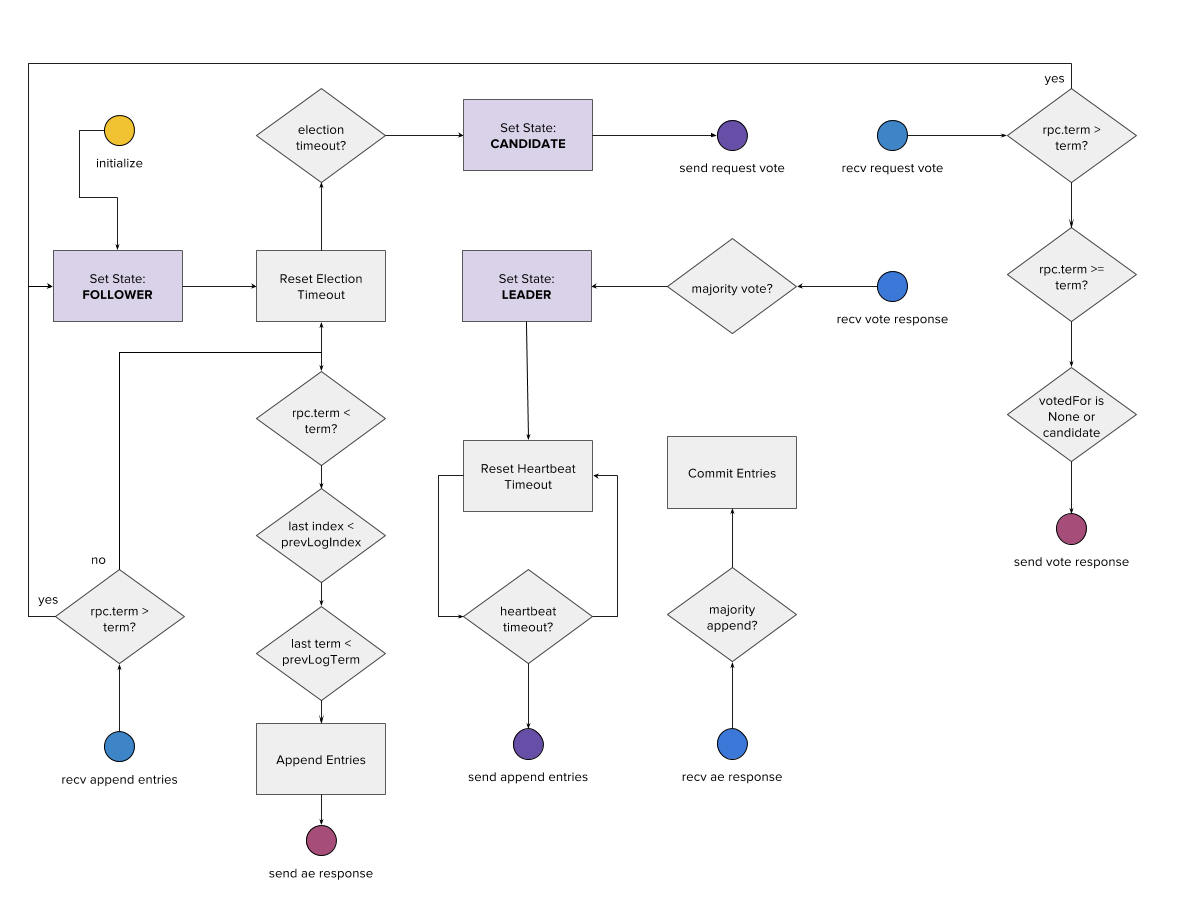 yes
election
timeout?
Set State:
CANDIDATE
rpc.term >
term?
initialize
send request vote
recv request vote
Set State:
FOLLOWER
Reset Election
Timeout
Set State:
LEADER
majority vote?
recv vote response
rpc.term >=
term?
rpc.term <
term?
votedFor is
None or
candidate
Reset Heartbeat
Timeout
Commit Entries
last index <
prevLogIndex
send vote response
no
yes
rpc.term >
term?
heartbeat
timeout?
majority
append?
last term <
prevLogTerm
recv append entries
Append Entries
send append entries
recv ae response
send ae response